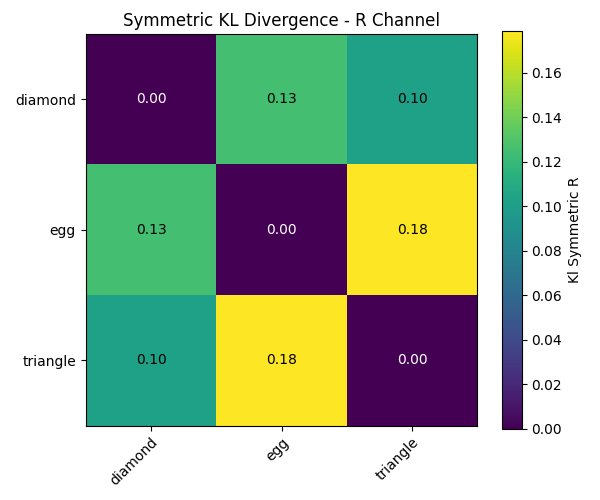 Symmetric KL Divergence - R Channel
diamond
0.00
0.13
0.10
egg
0.13
0.00
0.18
triangle
0.10
0.18
0.00
diamond
egg
triangle
0.16
0.14
0.12
0.10
0.08
0.06
0.04
0.02
0.00
Kl Symmetric R